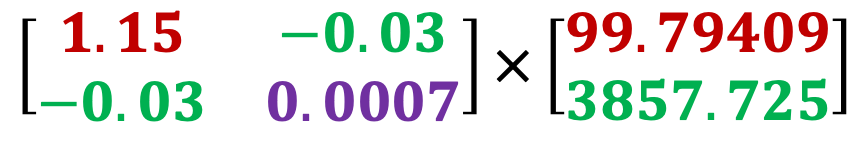 [1.15 −0.03] × [99.79409]
[−0.03 0.0007] [3857.725]